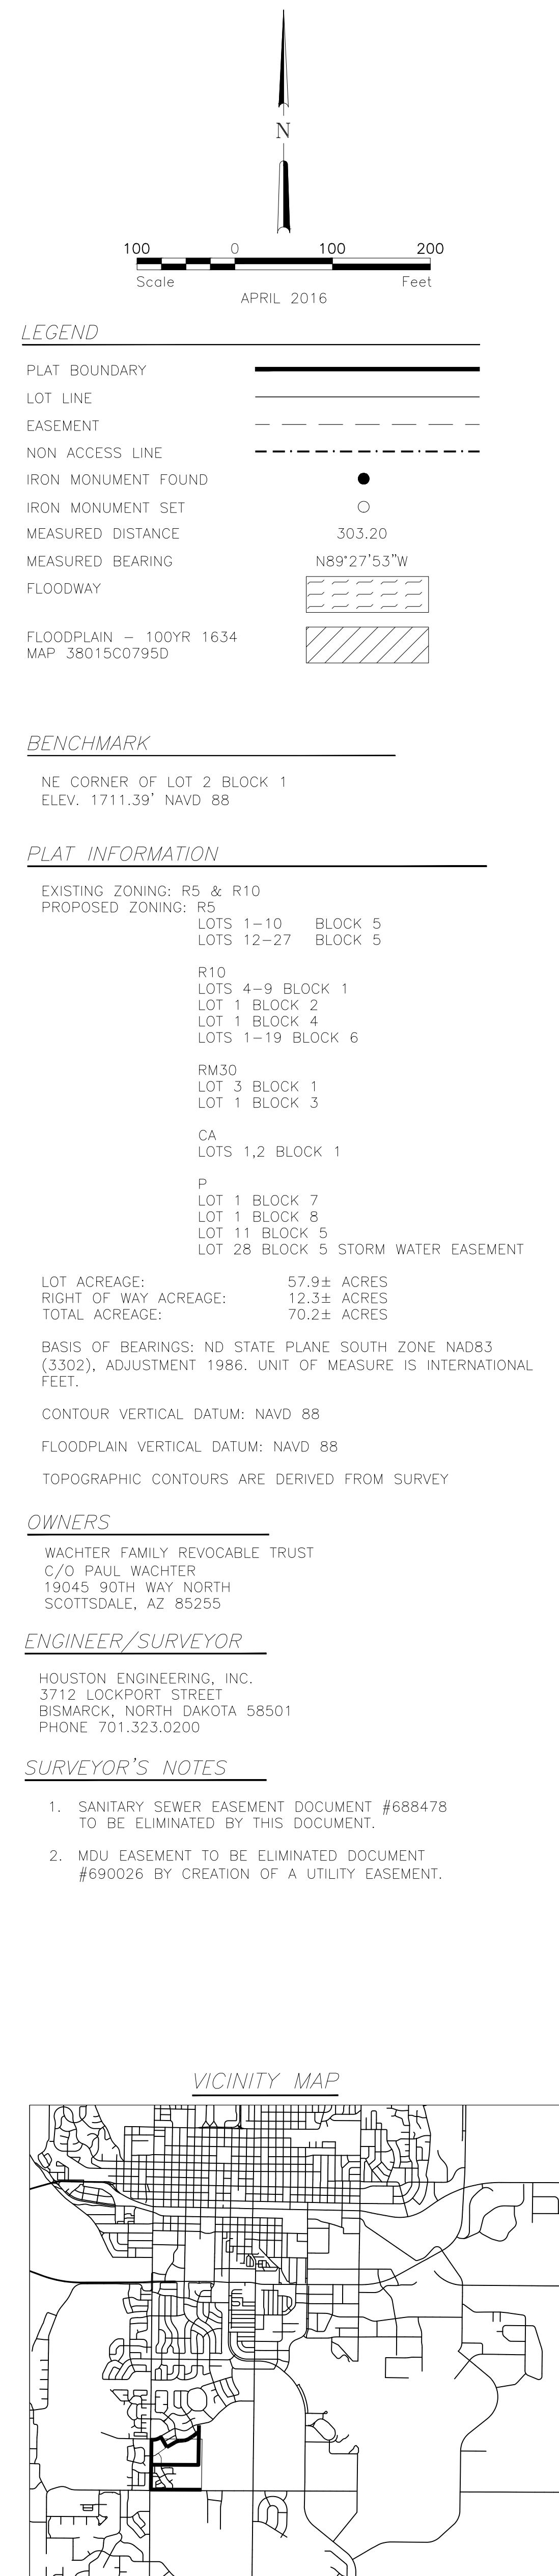 N
100 0 100 200
Scale Feet
APRIL 2016
LEGEND
PLAT BOUNDARY
LOT LINE
EASEMENT
NON ACCESS LINE
IRON MONUMENT FOUND
IRON MONUMENT SET
MEASURED DISTANCE 303.20
MEASURED BEARING N89°27'53"W
FLOODWAY
FLOODPLAIN – 100YR 1634
MAP 38015C0795D
BENCHMARK
NE CORNER OF LOT 2 BLOCK 1
ELEV. 1711.39' NAVD 88
PLAT INFORMATION
EXISTING ZONING: R5 & R10
PROPOSED ZONING: R5
LOTS 1–10 BLOCK 5
LOTS 12–27 BLOCK 5
R10
LOTS 4–9 BLOCK 1
LOT 1 BLOCK 2
LOT 1 BLOCK 4
LOTS 1–19 BLOCK 6
RM30
LOT 3 BLOCK 1
LOT 1 BLOCK 3
CA
LOTS 1,2 BLOCK 1
P
LOT 1 BLOCK 7
LOT 1 BLOCK 8
LOT 11 BLOCK 5
LOT 28 BLOCK 5 STORM WATER EASEMENT
LOT ACREAGE: 57.9± ACRES
RIGHT OF WAY ACREAGE: 12.3± ACRES
TOTAL ACREAGE: 70.2± ACRES
BASIS OF BEARINGS: ND STATE PLANE SOUTH ZONE NAD83
(3302), ADJUSTMENT 1986. UNIT OF MEASURE IS INTERNATIONAL
FEET.
CONTOUR VERTICAL DATUM: NAVD 88
FLOODPLAIN VERTICAL DATUM: NAVD 88
TOPOGRAPHIC CONTOURS ARE DERIVED FROM SURVEY
OWNERS
WACHTER FAMILY REVOCABLE TRUST
C/O PAUL WACHTER
19045 90TH WAY NORTH
SCOTTSDALE, AZ 85255
ENGINEER/SURVEYOR
HOUSTON ENGINEERING, INC.
3712 LOCKPORT STREET
BISMARCK, NORTH DAKOTA 58501
PHONE 701.323.0200
SURVEYOR'S NOTES
1. SANITARY SEWER EASEMENT DOCUMENT #688478
TO BE ELIMINATED BY THIS DOCUMENT.
2. MDU EASEMENT TO BE ELIMINATED DOCUMENT
#690026 BY CREATION OF A UTILITY EASEMENT.
VICINITY MAP